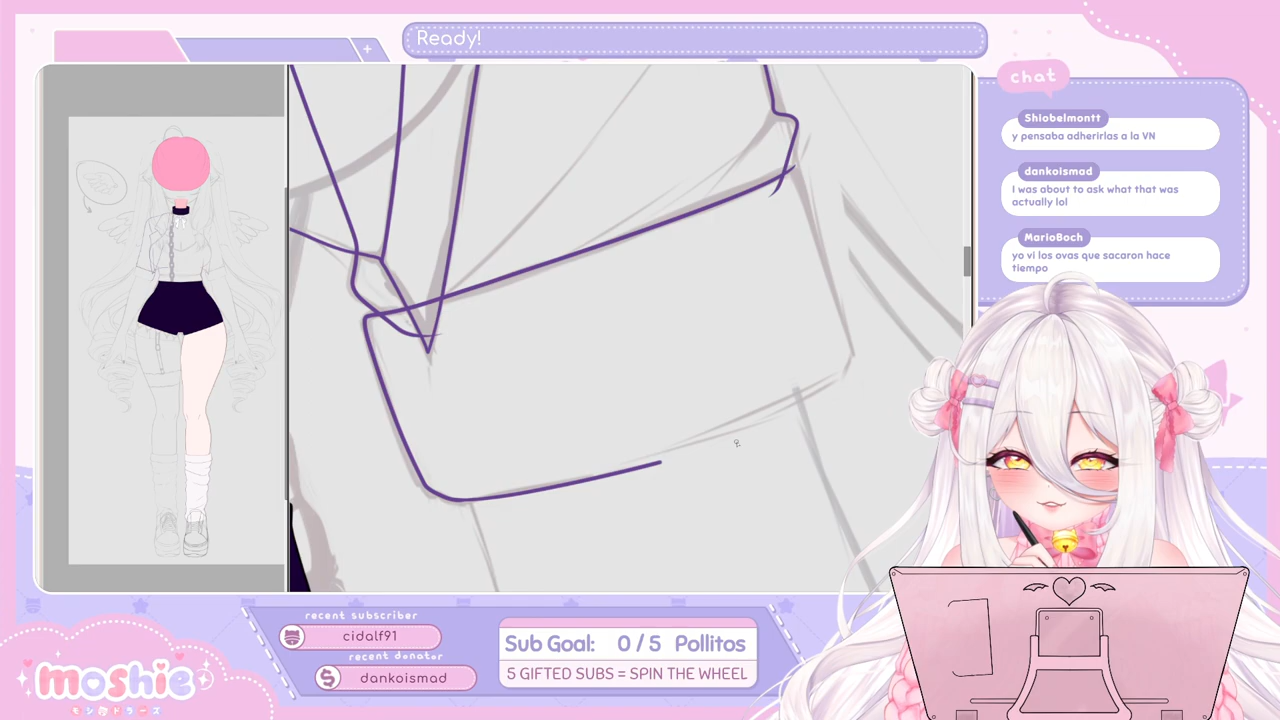 Ready!
+
chat
Shiobelmontt
y pensaba adherirlas a la VN
dankoismad
I was about to ask what that was
actually lol
MarioBoch
yo vi los ovas que sacaron hace
tiempo
recent subscriber
cidalf91
recent donator
dankoismad
Sub Goal: 0 / 5 Pollitos
5 GIFTED SUBS = SPIN THE WHEEL
moshie